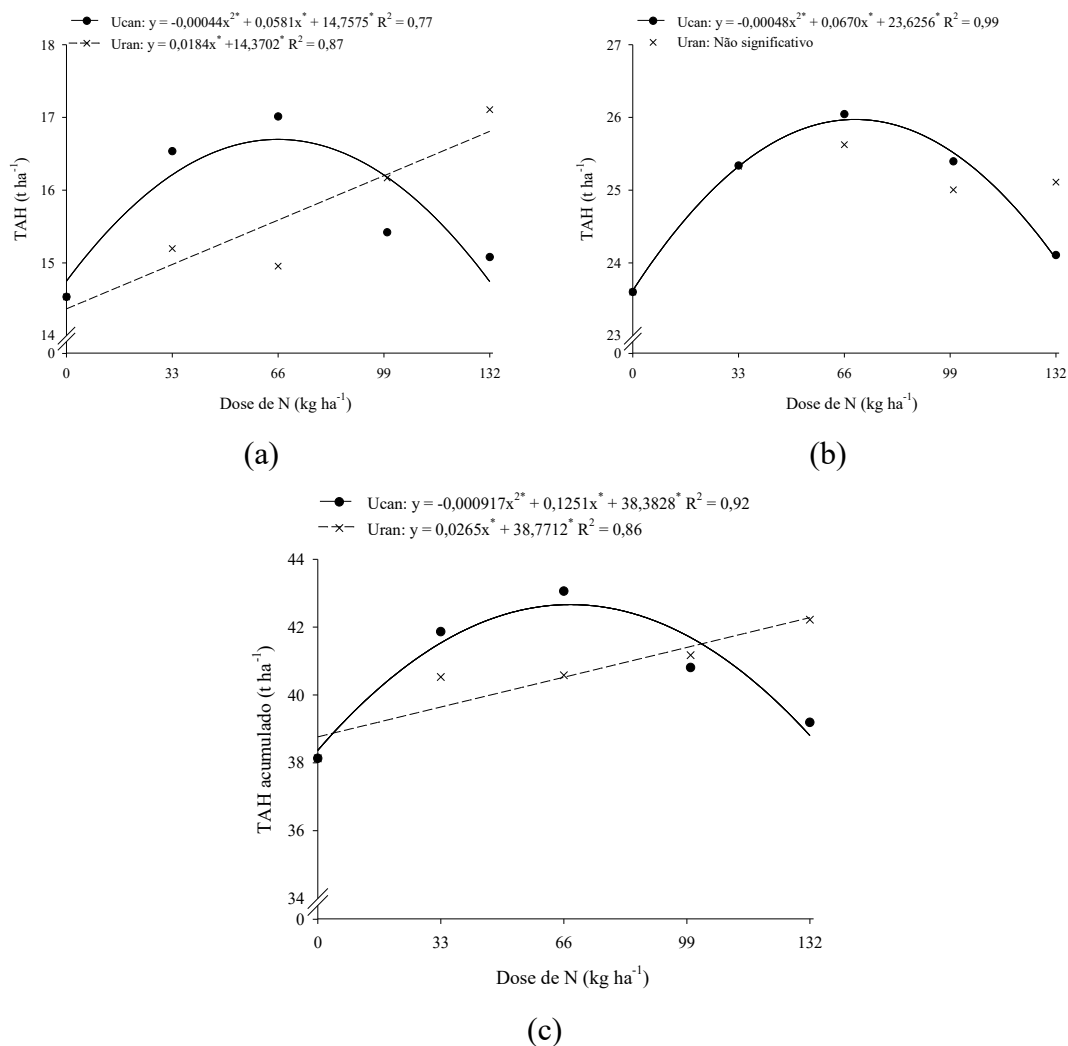 Ucan: y = -0,00044x²* + 0,0581x* + 14,7575* R² = 0,77
Uran: y = 0,0184x* +14,3702* R² = 0,87
18
17
16
15
14
0
TAH (t ha⁻¹)
0 33 66 99 132
Dose de N (kg ha⁻¹)
(a)
Ucan: y = -0,00048x²* + 0,0670x* + 23,6256* R² = 0,99
Uran: Não significativo
27
26
25
24
23
0
TAH (t ha⁻¹)
0 33 66 99 132
Dose de N (kg ha⁻¹)
(b)
Ucan: y = -0,000917x²* + 0,1251x* + 38,3828* R² = 0,92
Uran: y = 0,0265x* + 38,7712* R² = 0,86
44
42
40
38
36
34
0
TAH acumulado (t ha⁻¹)
0 33 66 99 132
Dose de N (kg ha⁻¹)
(c)